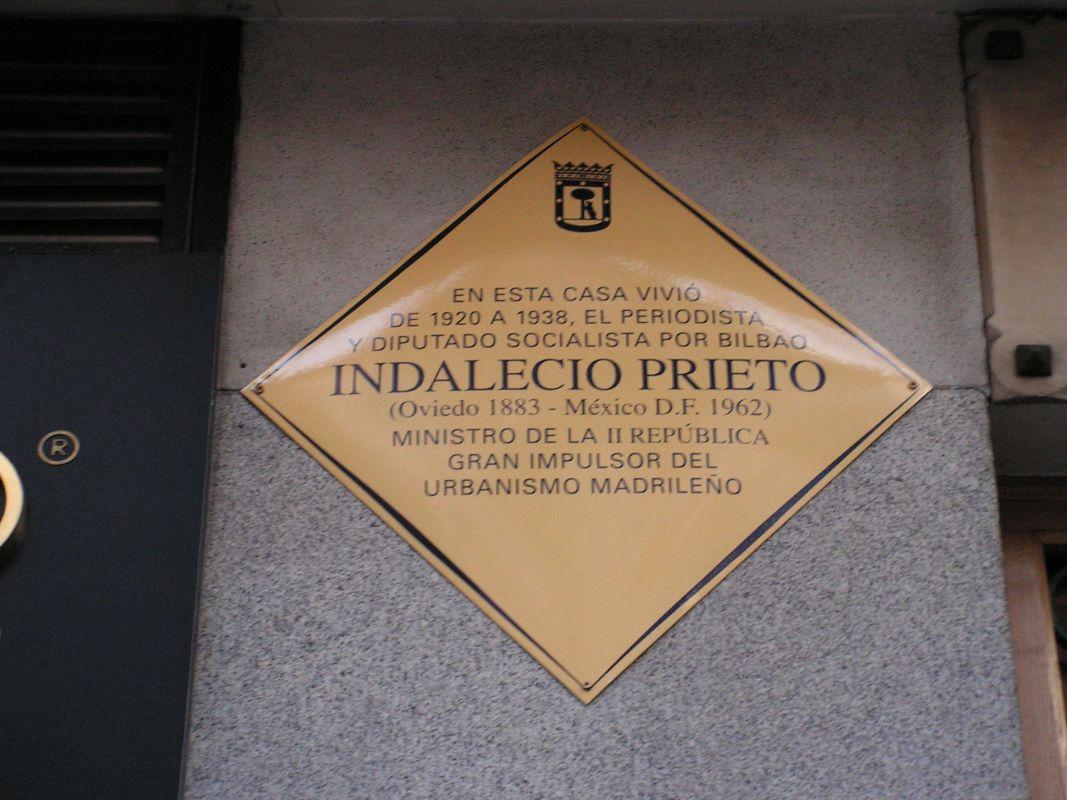 EN ESTA CASA VIVIÓ
DE 1920 A 1938, EL PERIODISTA
Y DIPUTADO SOCIALISTA POR BILBAO
INDALECIO PRIETO
(Oviedo 1883 - México D.F. 1962)
MINISTRO DE LA II REPÚBLICA
GRAN IMPULSOR DEL
URBANISMO MADRILEÑO
®